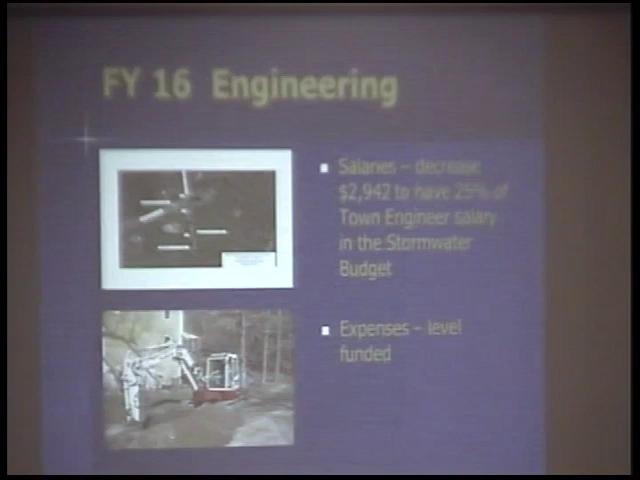 FY 16 Engineering
Salaries – decrease
$2,942 to have 25% of
Town Engineer salary
in the Stormwater
Budget
Expenses – level
funded